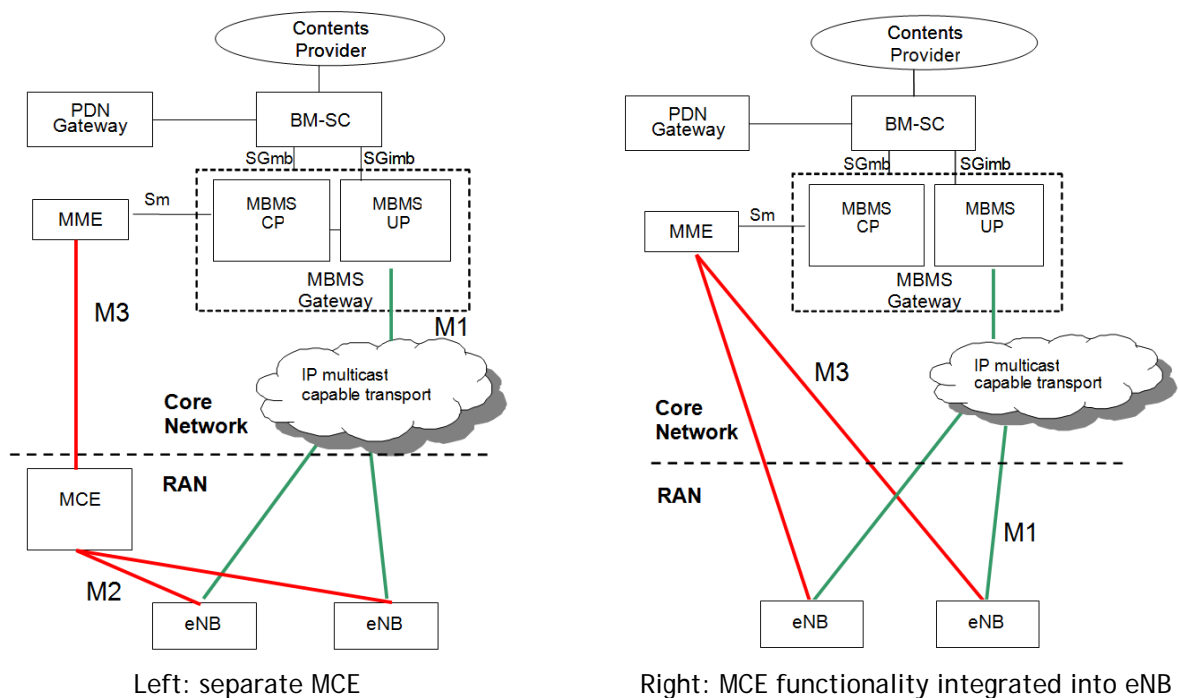 Contents
Provider
PDN
Gateway
BM-SC
SGmb
SGimb
MBMS
CP
MBMS
UP
Sm
MME
MBMS
Gateway
M3
M1
IP multicast
capable transport
Core
Network
RAN
MCE
M2
eNB
eNB
Left: separate MCE
Contents
Provider
PDN
Gateway
BM-SC
SGmb
SGimb
MBMS
CP
MBMS
UP
Sm
MME
MBMS
Gateway
M3
IP multicast
capable transport
Core
Network
RAN
M1
eNB
eNB
Right: MCE functionality integrated into eNB